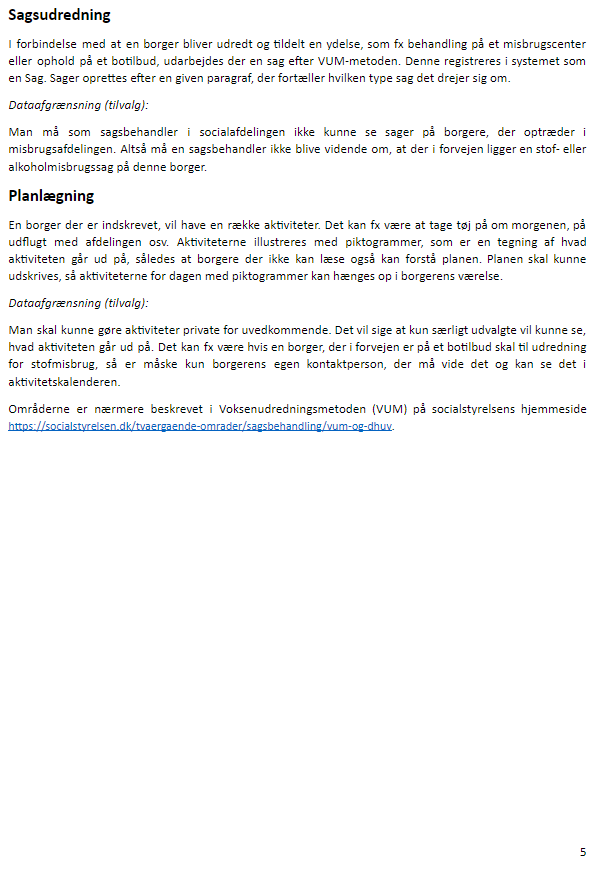 Sagsudredning
I forbindelse med at en borger bliver udredt og tildelt en ydelse, som fx behandling på et misbrugscenter
eller ophold på et botilbud, udarbejdes der en sag efter VUM-metoden. Denne registreres i systemet som
en Sag. Sager oprettes efter en given paragraf, der fortæller hvilken type sag det drejer sig om.
Dataafgrænsning (tilvalg):
Man må som sagsbehandler i socialafdelingen ikke kunne se sager på borgere, der optræder i
misbrugsafdelingen. Altså må en sagsbehandler ikke blive vidende om, at der i forvejen ligger en stof- eller
alkoholmisbrugssag på denne borger.
Planlægning
En borger der er indskrevet, vil have en række aktiviteter. Det kan fx være at tage tøj på om morgenen, på
udflugt med afdelingen osv. Aktiviteterne illustreres med piktogrammer, som er en tegning af hvad
aktiviteten går ud på, således at borgere der ikke kan læse også kan forstå planen. Planen skal kunne
udskrives, så aktiviteterne for dagen med piktogrammer kan hænges op i borgerens værelse.
Dataafgrænsning (tilvalg):
Man skal kunne gøre aktiviteter private for uvedkommende. Det vil sige at kun særligt udvalgte vil kunne se,
hvad aktiviteten går ud på. Det kan fx være hvis en borger, der i forvejen er på et botilbud skal til udredning
for stofmisbrug, så er måske kun borgerens egen kontaktperson, der må vide det og kan se det i
aktivitetskalenderen.
Områderne er nærmere beskrevet i Voksenudredningsmetoden (VUM) på socialstyrelsens hjemmeside
https://socialstyrelsen.dk/tvaergaende-omrader/sagsbehandling/vum-og-dhuv.
5